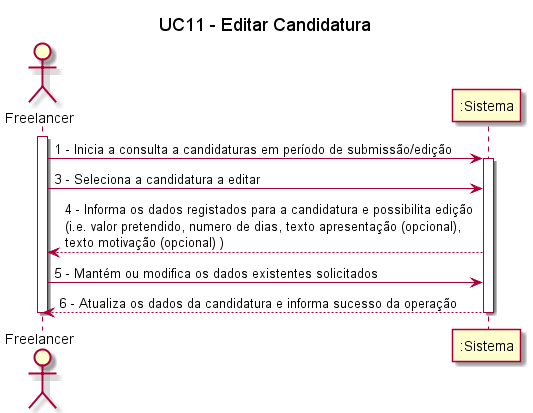 UC11 - Editar Candidatura
Freelancer
:Sistema
1 - Inicia a consulta a candidaturas em período de submissão/edição
3 - Seleciona a candidatura a editar
4 - Informa os dados registados para a candidatura e possibilita edição
(i.e. valor pretendido, numero de dias, texto apresentação (opcional),
texto motivação (opcional) )
5 - Mantém ou modifica os dados existentes solicitados
6 - Atualiza os dados da candidatura e informa sucesso da operação
Freelancer
:Sistema